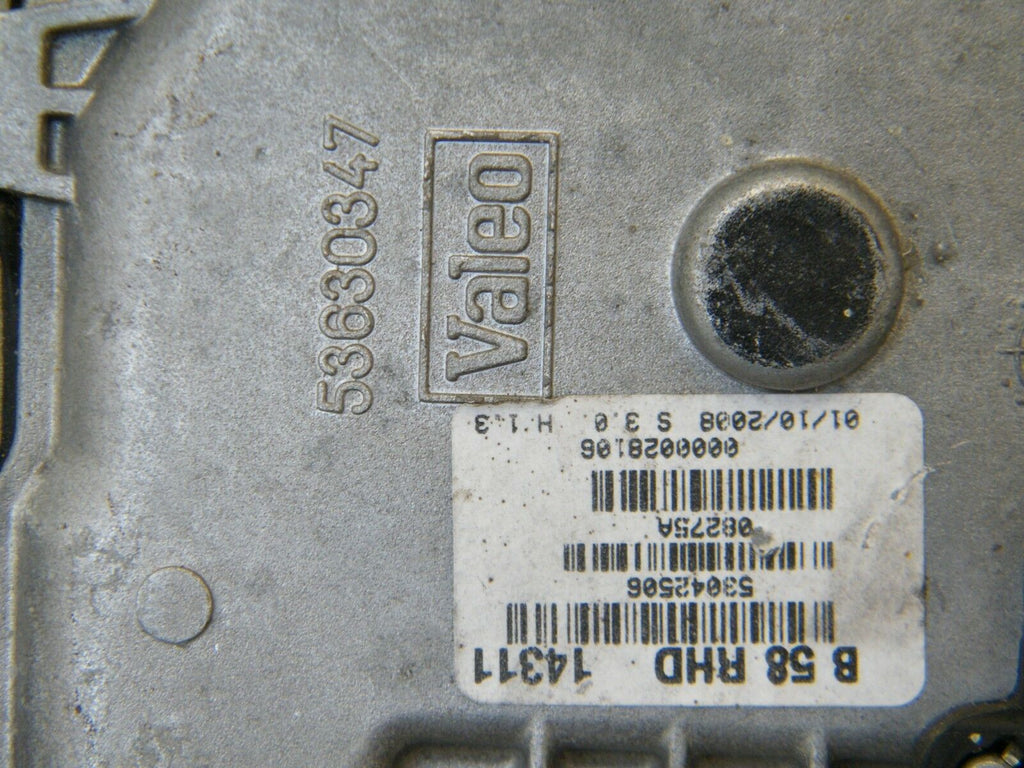 53630347
Valeo
B 58 RHD 14311
53042506
08275A
0000028106
01/10/2008 S 3.0. H 1.3